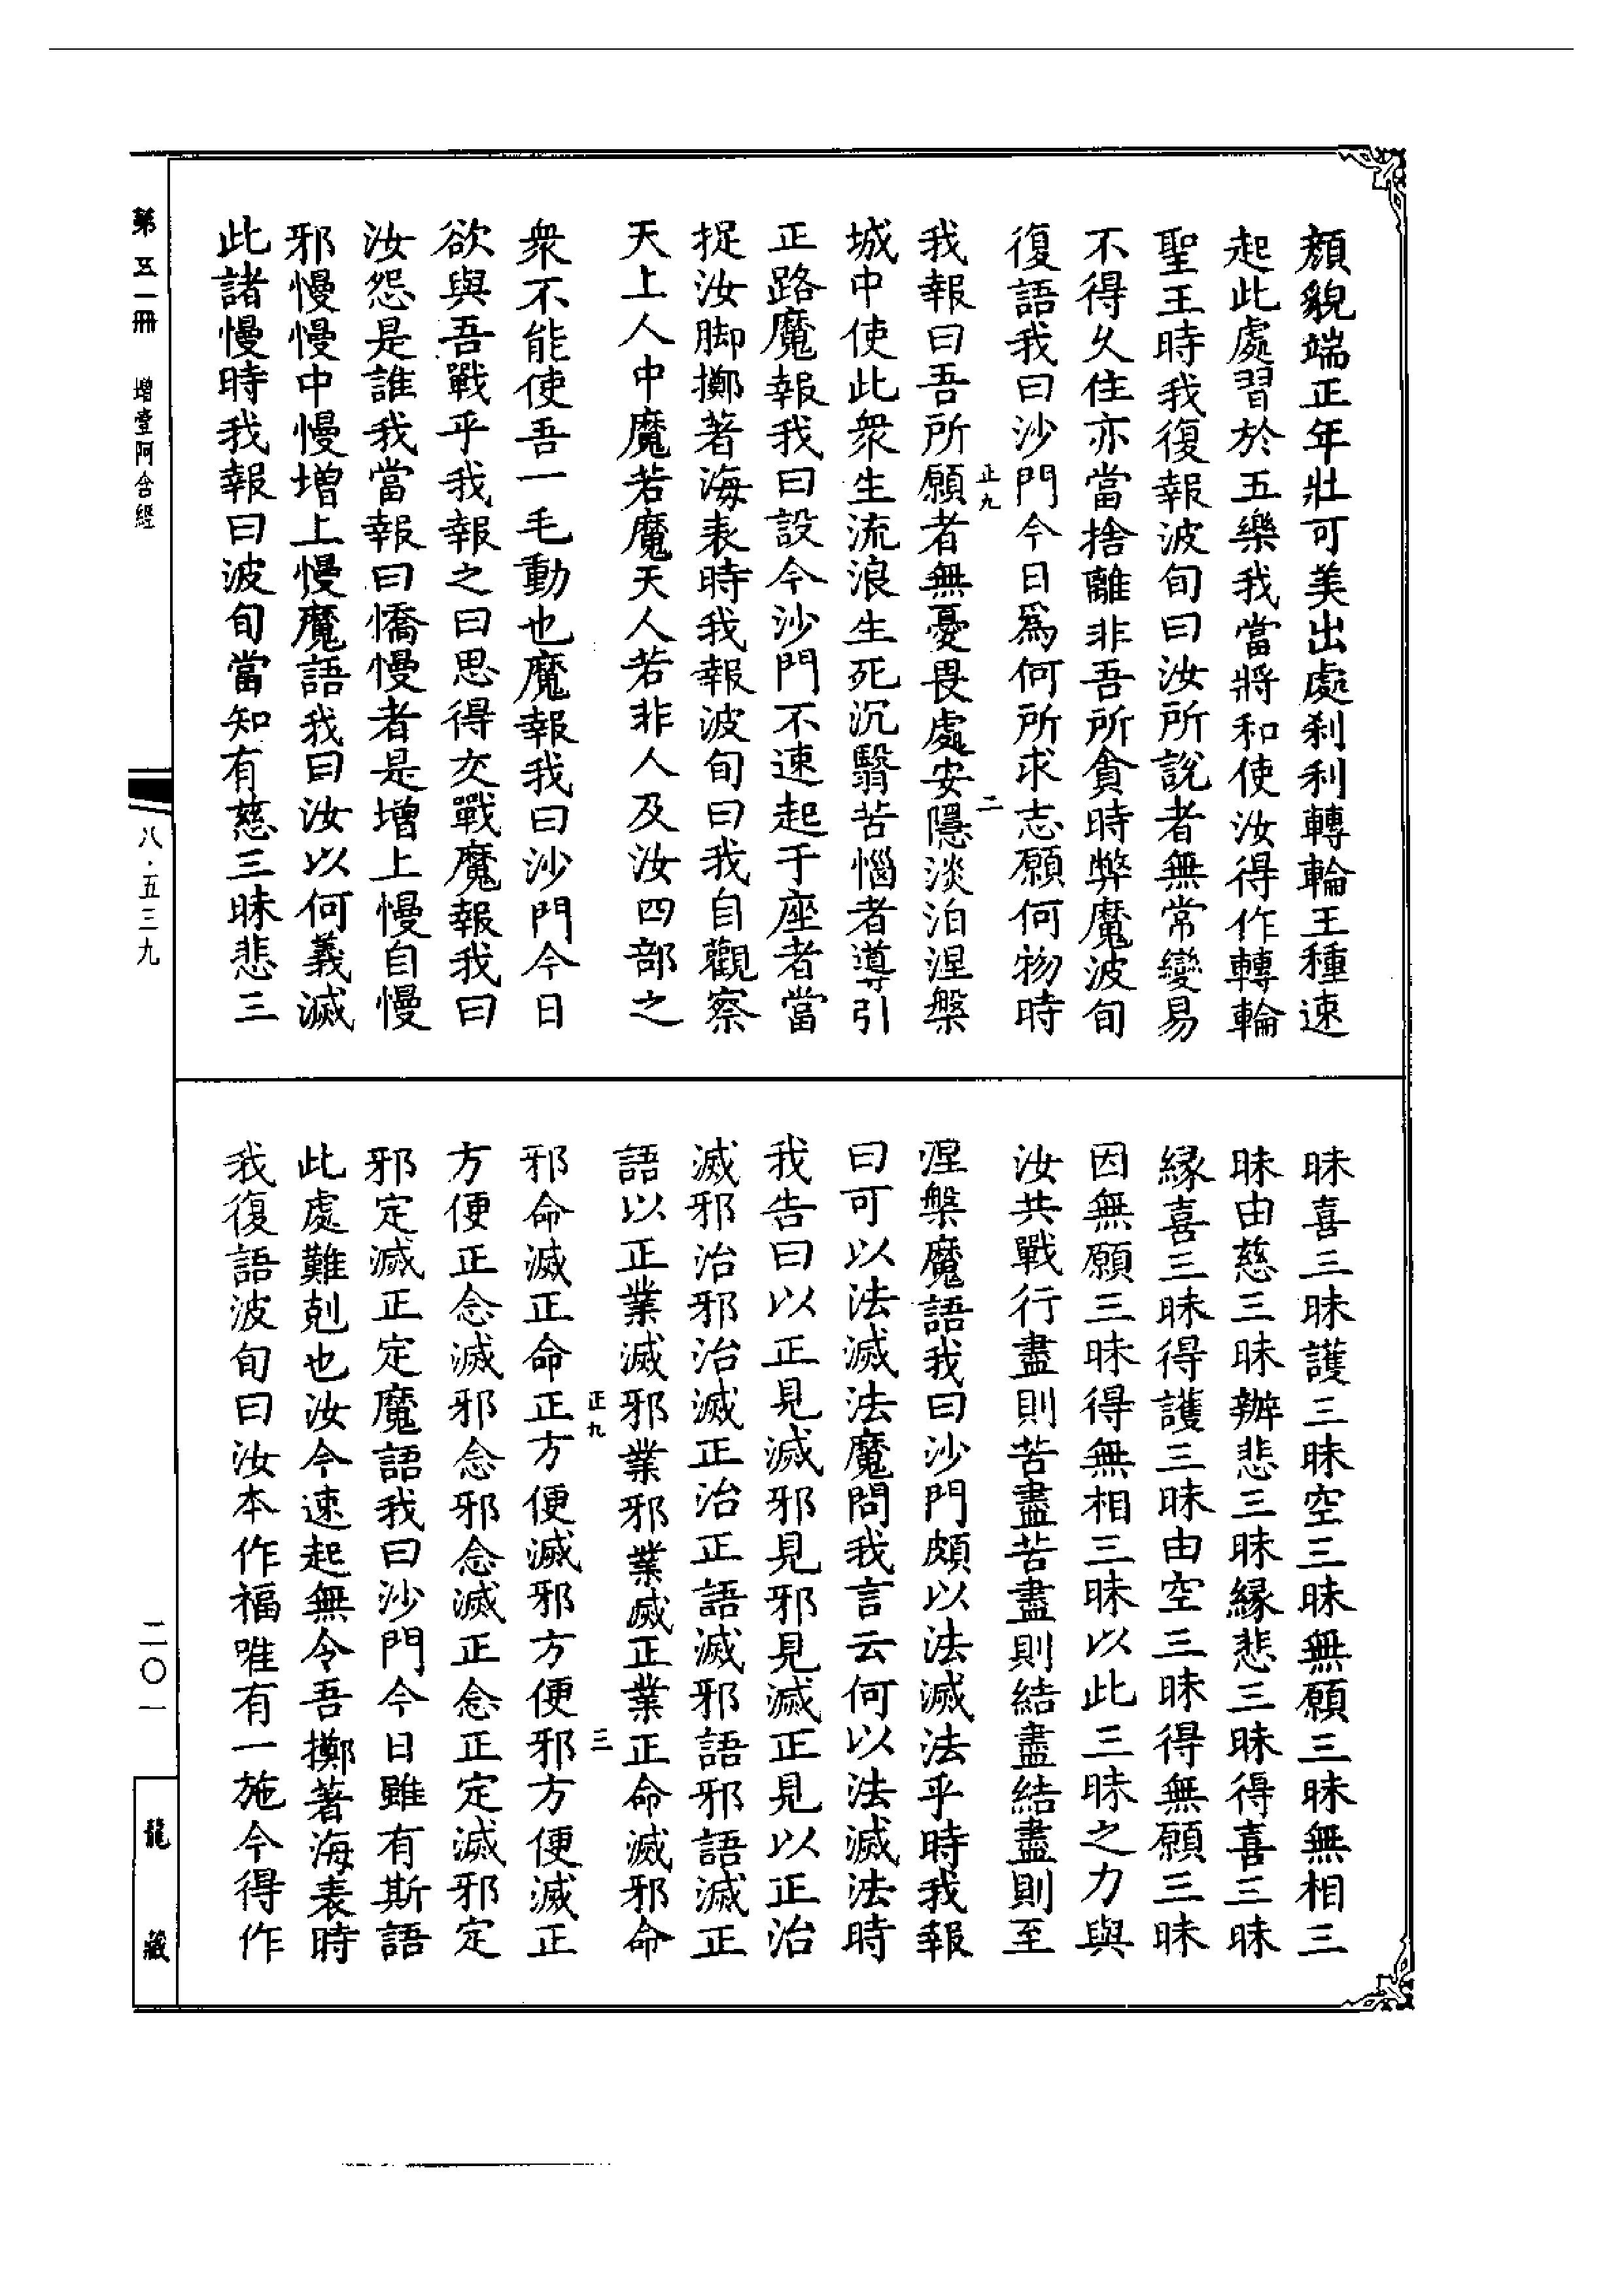 顏貌端正年壯可美出處刹利轉輪王種速
起此處習於五樂我當將和使汝得作轉輪
聖王時我復報波旬曰汝所說者無常變易
不得久住亦當捨離非吾所貪時弊魔波旬
復語我曰沙門今日爲何所求志願何物時
正九
二
我報曰吾所願者無憂畏處安隱淡泊涅槃
城中使此衆生流浪生死沉翳苦惱者導引
正路魔報我曰設今沙門不速起于座者當
捉汝脚擲著海表時我報波旬曰我自觀察
天上人中魔若魔天人若非人及汝四部之
衆不能使吾一毛動也魔報我曰沙門今日
欲與吾戰乎我報之曰思得交戰魔報我曰
汝怨是誰我當報曰憍慢者是增上慢自慢
邪慢慢中慢增上慢魔語我曰汝以何義滅
此諸慢時我報曰波旬當知有慈三昧悲三
昧喜三昧護三昧空三昧無願三昧無相三
昧由慈三昧辦悲三昧緣悲三昧得喜三昧
緣喜三昧得護三昧由空三昧得無願三昧
因無願三昧得無相三昧以此三昧之力與
汝共戰行盡則苦盡苦盡則結盡結盡則至
涅槃魔語我曰沙門頗以法滅法乎時我報
曰可以法滅法魔問我言云何以法滅法時
我告曰以正見滅邪見邪見滅正見以正治
滅邪治邪治滅正治正語滅邪語邪語滅正
語以正業滅邪業邪業滅正業正命滅邪命
正九
三
邪命滅正命正方便滅邪方便邪方便滅正
方便正念滅邪念邪念滅正念正定滅邪定
邪定滅正定魔語我曰沙門今日雖有斯語
此處難剋也汝今速起無令吾擲著海表時
我復語波旬曰汝本作福唯有一施今得作
第五一冊 增壹阿含經
八·五三九
二〇一
龍藏